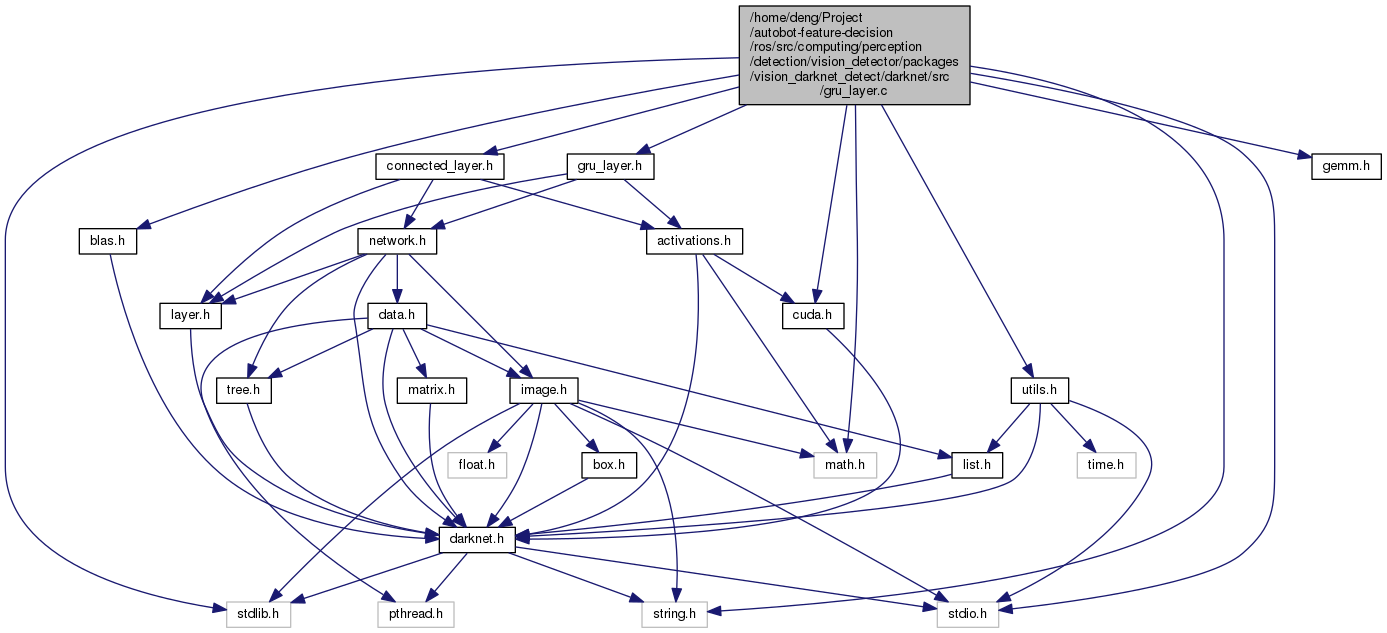 /home/deng/Project
/autobot-feature-decision
/ros/src/computing/perception
/detection/vision_detector/packages
/vision_darknet_detect/darknet/src
/gru_layer.c
connected_layer.h
gru_layer.h
gemm.h
blas.h
network.h
activations.h
layer.h
data.h
cuda.h
tree.h
matrix.h
image.h
utils.h
float.h
box.h
math.h
list.h
time.h
darknet.h
stdlib.h
pthread.h
string.h
stdio.h